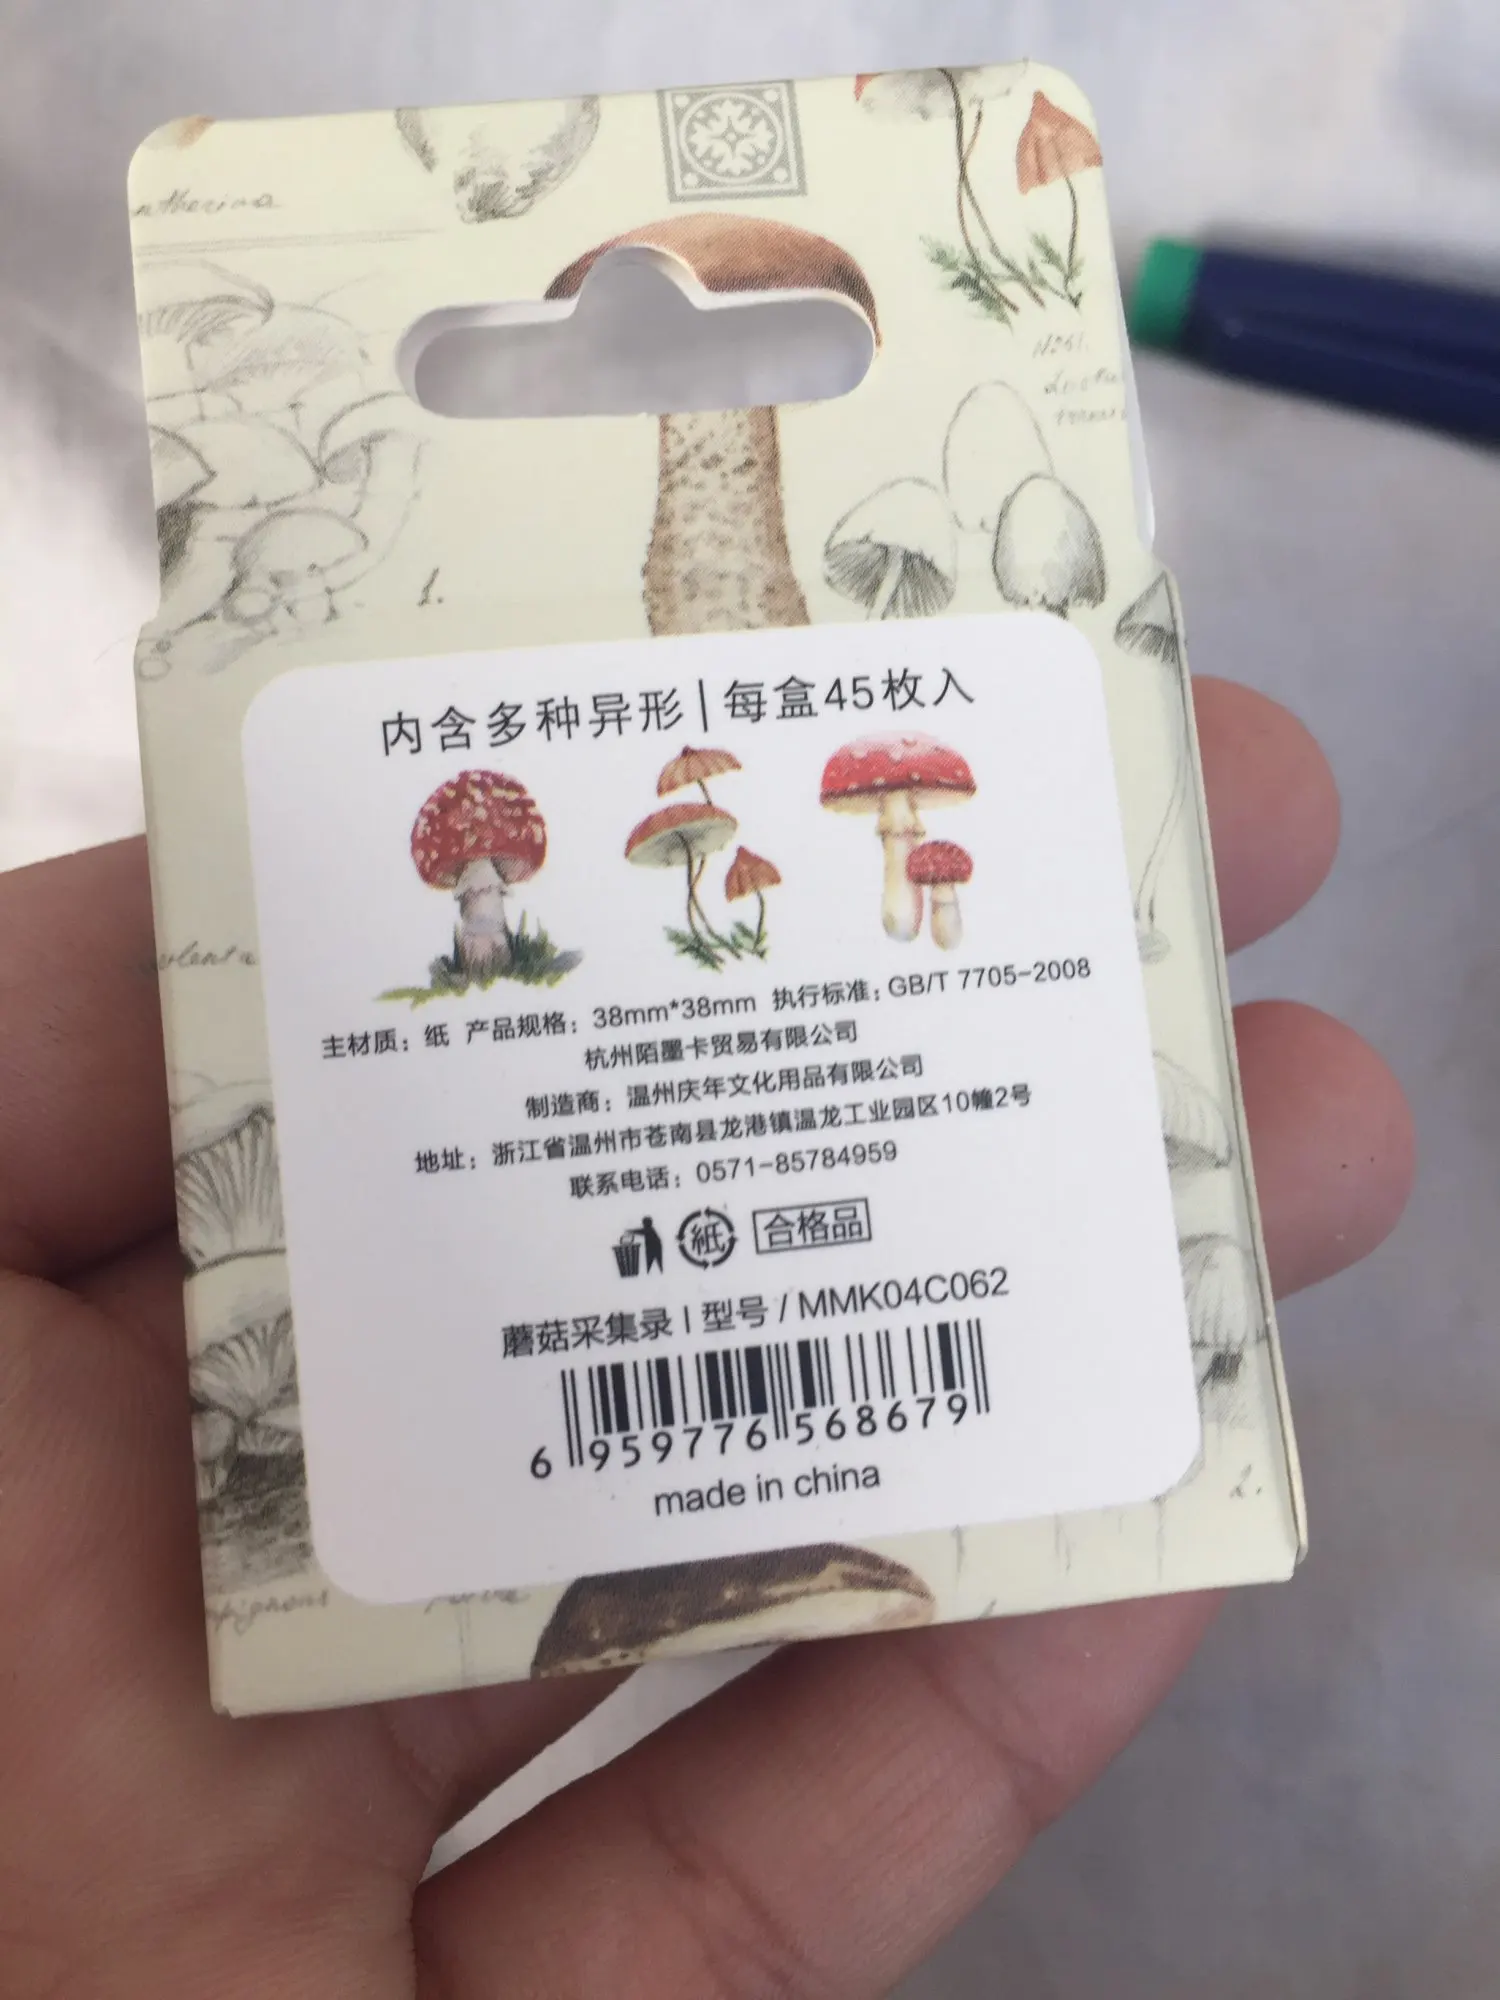 1.
内含多种异形|每盒45枚入
主材质：纸 产品规格：38mm*38mm 执行标准：GB/T 7705-2008
杭州陌墨卡贸易有限公司
制造商：温州庆年文化用品有限公司
地址：浙江省温州市苍南县龙港镇温龙工业园区10幢2号
联系电话：0571-85784959
紙 合格品
蘑菇采集录 | 型号 / MMK04C062
6 959776 568679
made in china
2.